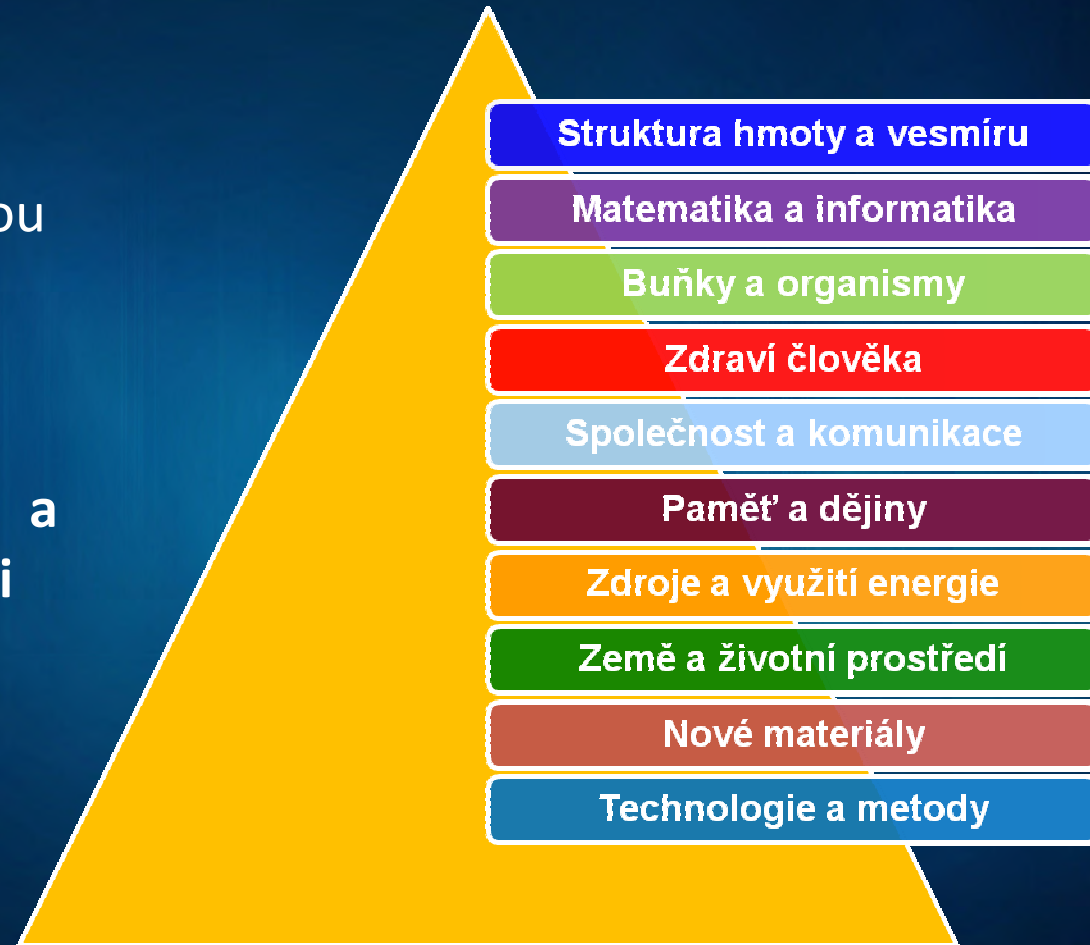 ou
a
i
Struktura hmoty a vesmíru
Matematika a informatika
Buňky a organismy
Zdraví člověka
Společnost a komunikace
Paměť a dějiny
Zdroje a využití energie
Země a životní prostředí
Nové materiály
Technologie a metody